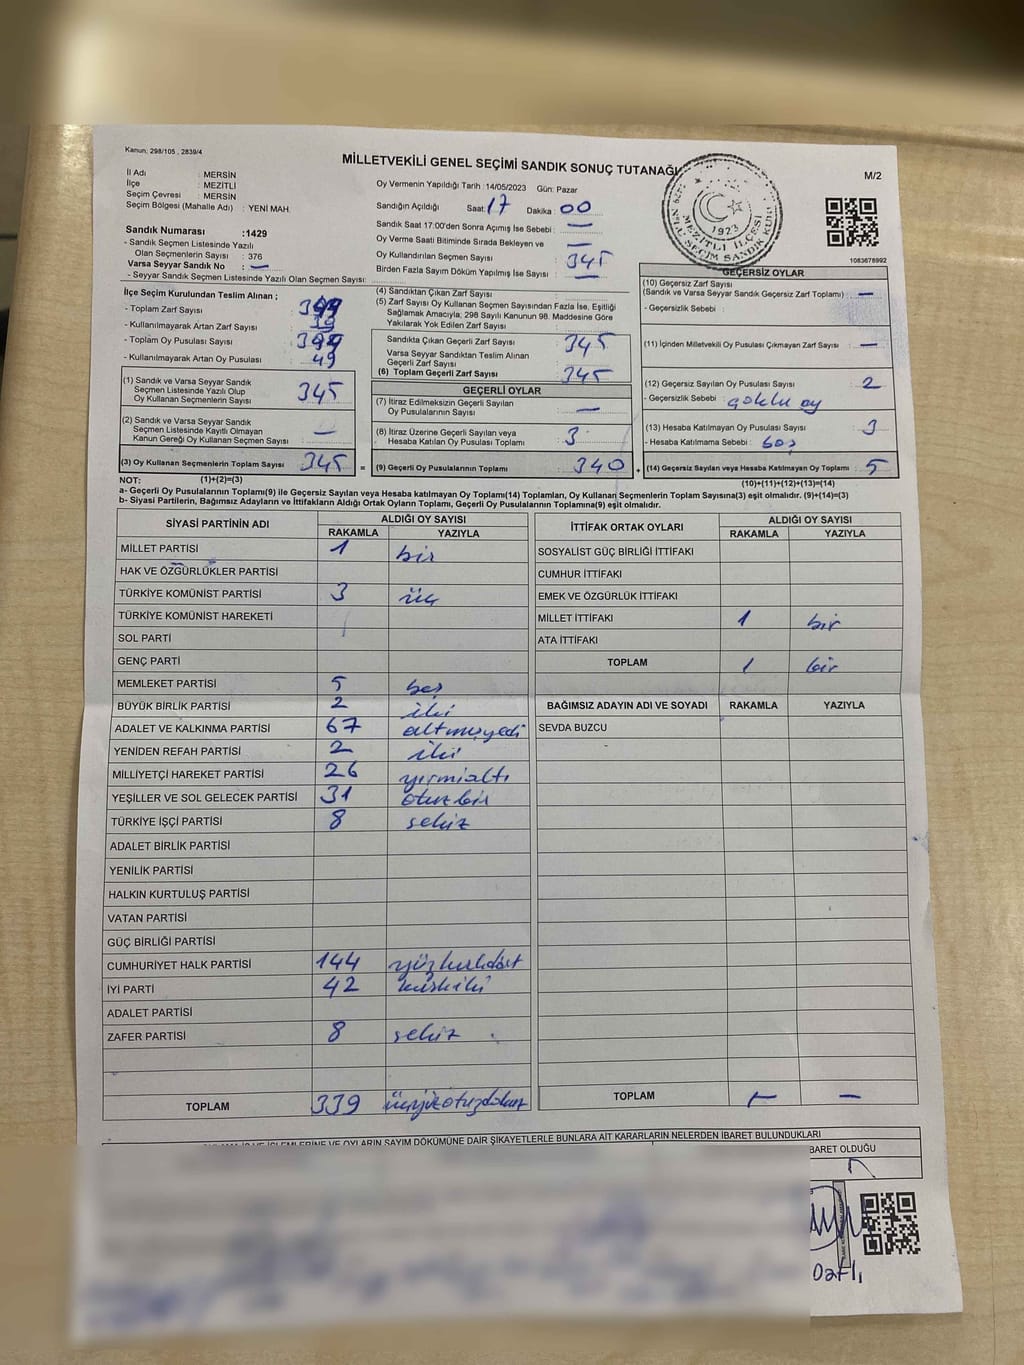 Kanun: 298/105 , 2839/4
MİLLETVEKİLİ GENEL SEÇİMİ SANDIK SONUÇ TUTANAĞI
M/2
İl Adı : MERSİN
İlçe : MEZİTLİ
Seçim Çevresi : MERSİN
Seçim Bölgesi (Mahalle Adı) : YENİ MAH.
Oy Vermenin Yapıldığı Tarih :14/05/2023 Gün: Pazar
Sandığın Açıldığı Saat: 17 Dakika : 00
Sandık Saat 17:00'den Sonra Açımış İse Sebebi : —
Oy Verme Saati Bitiminde Sırada Bekleyen ve —
Oy Kullandırılan Seçmen Sayısı : 345
Birden Fazla Sayım Döküm Yapılmış İse Sayısı : —
MEZİTLİ İLÇESİ
1923
SEÇİM SANDIK KURULU
1083678992
Sandık Numarası :1429
- Sandık Seçmen Listesinde Yazılı
Olan Seçmenlerin Sayısı : 376
Varsa Seyyar Sandık No : —
- Seyyar Sandık Seçmen Listesinde Yazılı Olan Seçmen Sayısı:
İlçe Seçim Kurulundan Teslim Alınan ;
- Toplam Zarf Sayısı :
- Kullanılmayarak Artan Zarf Sayısı :
- Toplam Oy Pusulası Sayısı :
- Kullanılmayarak Artan Oy Pusulası : 49
(1) Sandık ve Varsa Seyyar Sandık
Seçmen Listesinde Yazılı Olup
Oy Kullanan Seçmenlerin Sayısı : 345
(2) Sandık ve Varsa Seyyar Sandık
Seçmen Listesinde Kayıtlı Olmayan
Kanun Gereği Oy Kullanan Seçmen Sayısı : —
(3) Oy Kullanan Seçmenlerin Toplam Sayısı : 345 =
(4) Sandıktan Çıkan Zarf Sayısı :
(5) Zarf Sayısı Oy Kullanan Seçmen Sayısından Fazla İse, Eşitliği
Sağlamak Amacıyla, 298 Sayılı Kanunun 98. Maddesine Göre
Yakılarak Yok Edilen Zarf Sayısı :
Sandıkta Çıkan Geçerli Zarf Sayısı : 345
Varsa Seyyar Sandıktan Teslim Alınan
Geçerli Zarf Sayısı :
(6) Toplam Geçerli Zarf Sayısı : 345
GEÇERLİ OYLAR
(7) İtiraz Edilmeksizin Geçerli Sayılan
Oy Pusulalarının Sayısı : —
(8) İtiraz Üzerine Geçerli Sayılan veya
Hesaba Katılan Oy Pusulası Toplamı : 3
(9) Geçerli Oy Pusulalarının Toplamı : 340 +
GEÇERSİZ OYLAR
(10) Geçersiz Zarf Sayısı
(Sandık ve Varsa Seyyar Sandık Geçersiz Zarf Toplamı) : —
- Geçersizlik Sebebi :
(11) İçinden Milletvekili Oy Pusulası Çıkmayan Zarf Sayısı : —
(12) Geçersiz Sayılan Oy Pusulası Sayısı : 2
- Geçersizlik Sebebi : çoklu oy
(13) Hesaba Katılmayan Oy Pusulası Sayısı : 3
- Hesaba Katılmama Sebebi : boş
(14) Geçersiz Sayılan veya Hesaba Katılmayan Oy Toplamı : 5
NOT: (1)+(2)=(3) (10)+(11)+(12)+(13)=(14)
a- Geçerli Oy Pusulalarının Toplamı(9) ile Geçersiz Sayılan veya Hesaba katılmayan Oy Toplamı(14) Toplamları, Oy Kullanan Seçmenlerin Toplam Sayısına(3) eşit olmalıdır. (9)+(14)=(3)
b- Siyasi Partilerin, Bağımsız Adayların ve İttifakların Aldığı Ortak Oyların Toplamı, Geçerli Oy Pusulasının Toplamına(9) eşit olmalıdır.
SİYASİ PARTİNİN ADI ALDIĞI OY SAYISI
RAKAMLA YAZIYLA
MİLLET PARTİSİ 1 bir
HAK VE ÖZGÜRLÜKLER PARTİSİ
TÜRKİYE KOMÜNİST PARTİSİ 3 üç
TÜRKİYE KOMÜNİST HAREKETİ
SOL PARTİ
GENÇ PARTİ
MEMLEKET PARTİSİ 5 beş
BÜYÜK BİRLİK PARTİSİ 2 iki
ADALET VE KALKINMA PARTİSİ 67 altmışyedi
YENİDEN REFAH PARTİSİ 2 iki
MİLLİYETÇİ HAREKET PARTİSİ 26 yirmialtı
YEŞİLLER VE SOL GELECEK PARTİSİ 31 otuzbir
TÜRKİYE İŞÇİ PARTİSİ 8 sekiz
ADALET BİRLİK PARTİSİ
YENİLİK PARTİSİ
HALKIN KURTULUŞ PARTİSİ
VATAN PARTİSİ
GÜÇ BİRLİĞİ PARTİSİ
CUMHURİYET HALK PARTİSİ 144 yüzkırkdört
İYİ PARTİ 42 kırkiki
ADALET PARTİSİ
ZAFER PARTİSİ 8 sekiz
TOPLAM 339 üçyüzotuzdokuz
İTTİFAK ORTAK OYLARI ALDIĞI OY SAYISI
RAKAMLA YAZIYLA
SOSYALİST GÜÇ BİRLİĞİ İTTİFAKI
CUMHUR İTTİFAKI
EMEK VE ÖZGÜRLÜK İTTİFAKI
MİLLET İTTİFAKI 1 bir
ATA İTTİFAKI
TOPLAM 1 bir
BAĞIMSIZ ADAYIN ADI VE SOYADI RAKAMLA YAZIYLA
SEVDA BUZCU
TOPLAM — —
İŞLEMLERİNE VE OYLARIN SAYIM DÖKÜMÜNE DAİR ŞİKAYETLERLE BUNLARA AİT KARARLARIN NELERDEN İBARET BULUNDUKLARI
BARET OLDUĞU